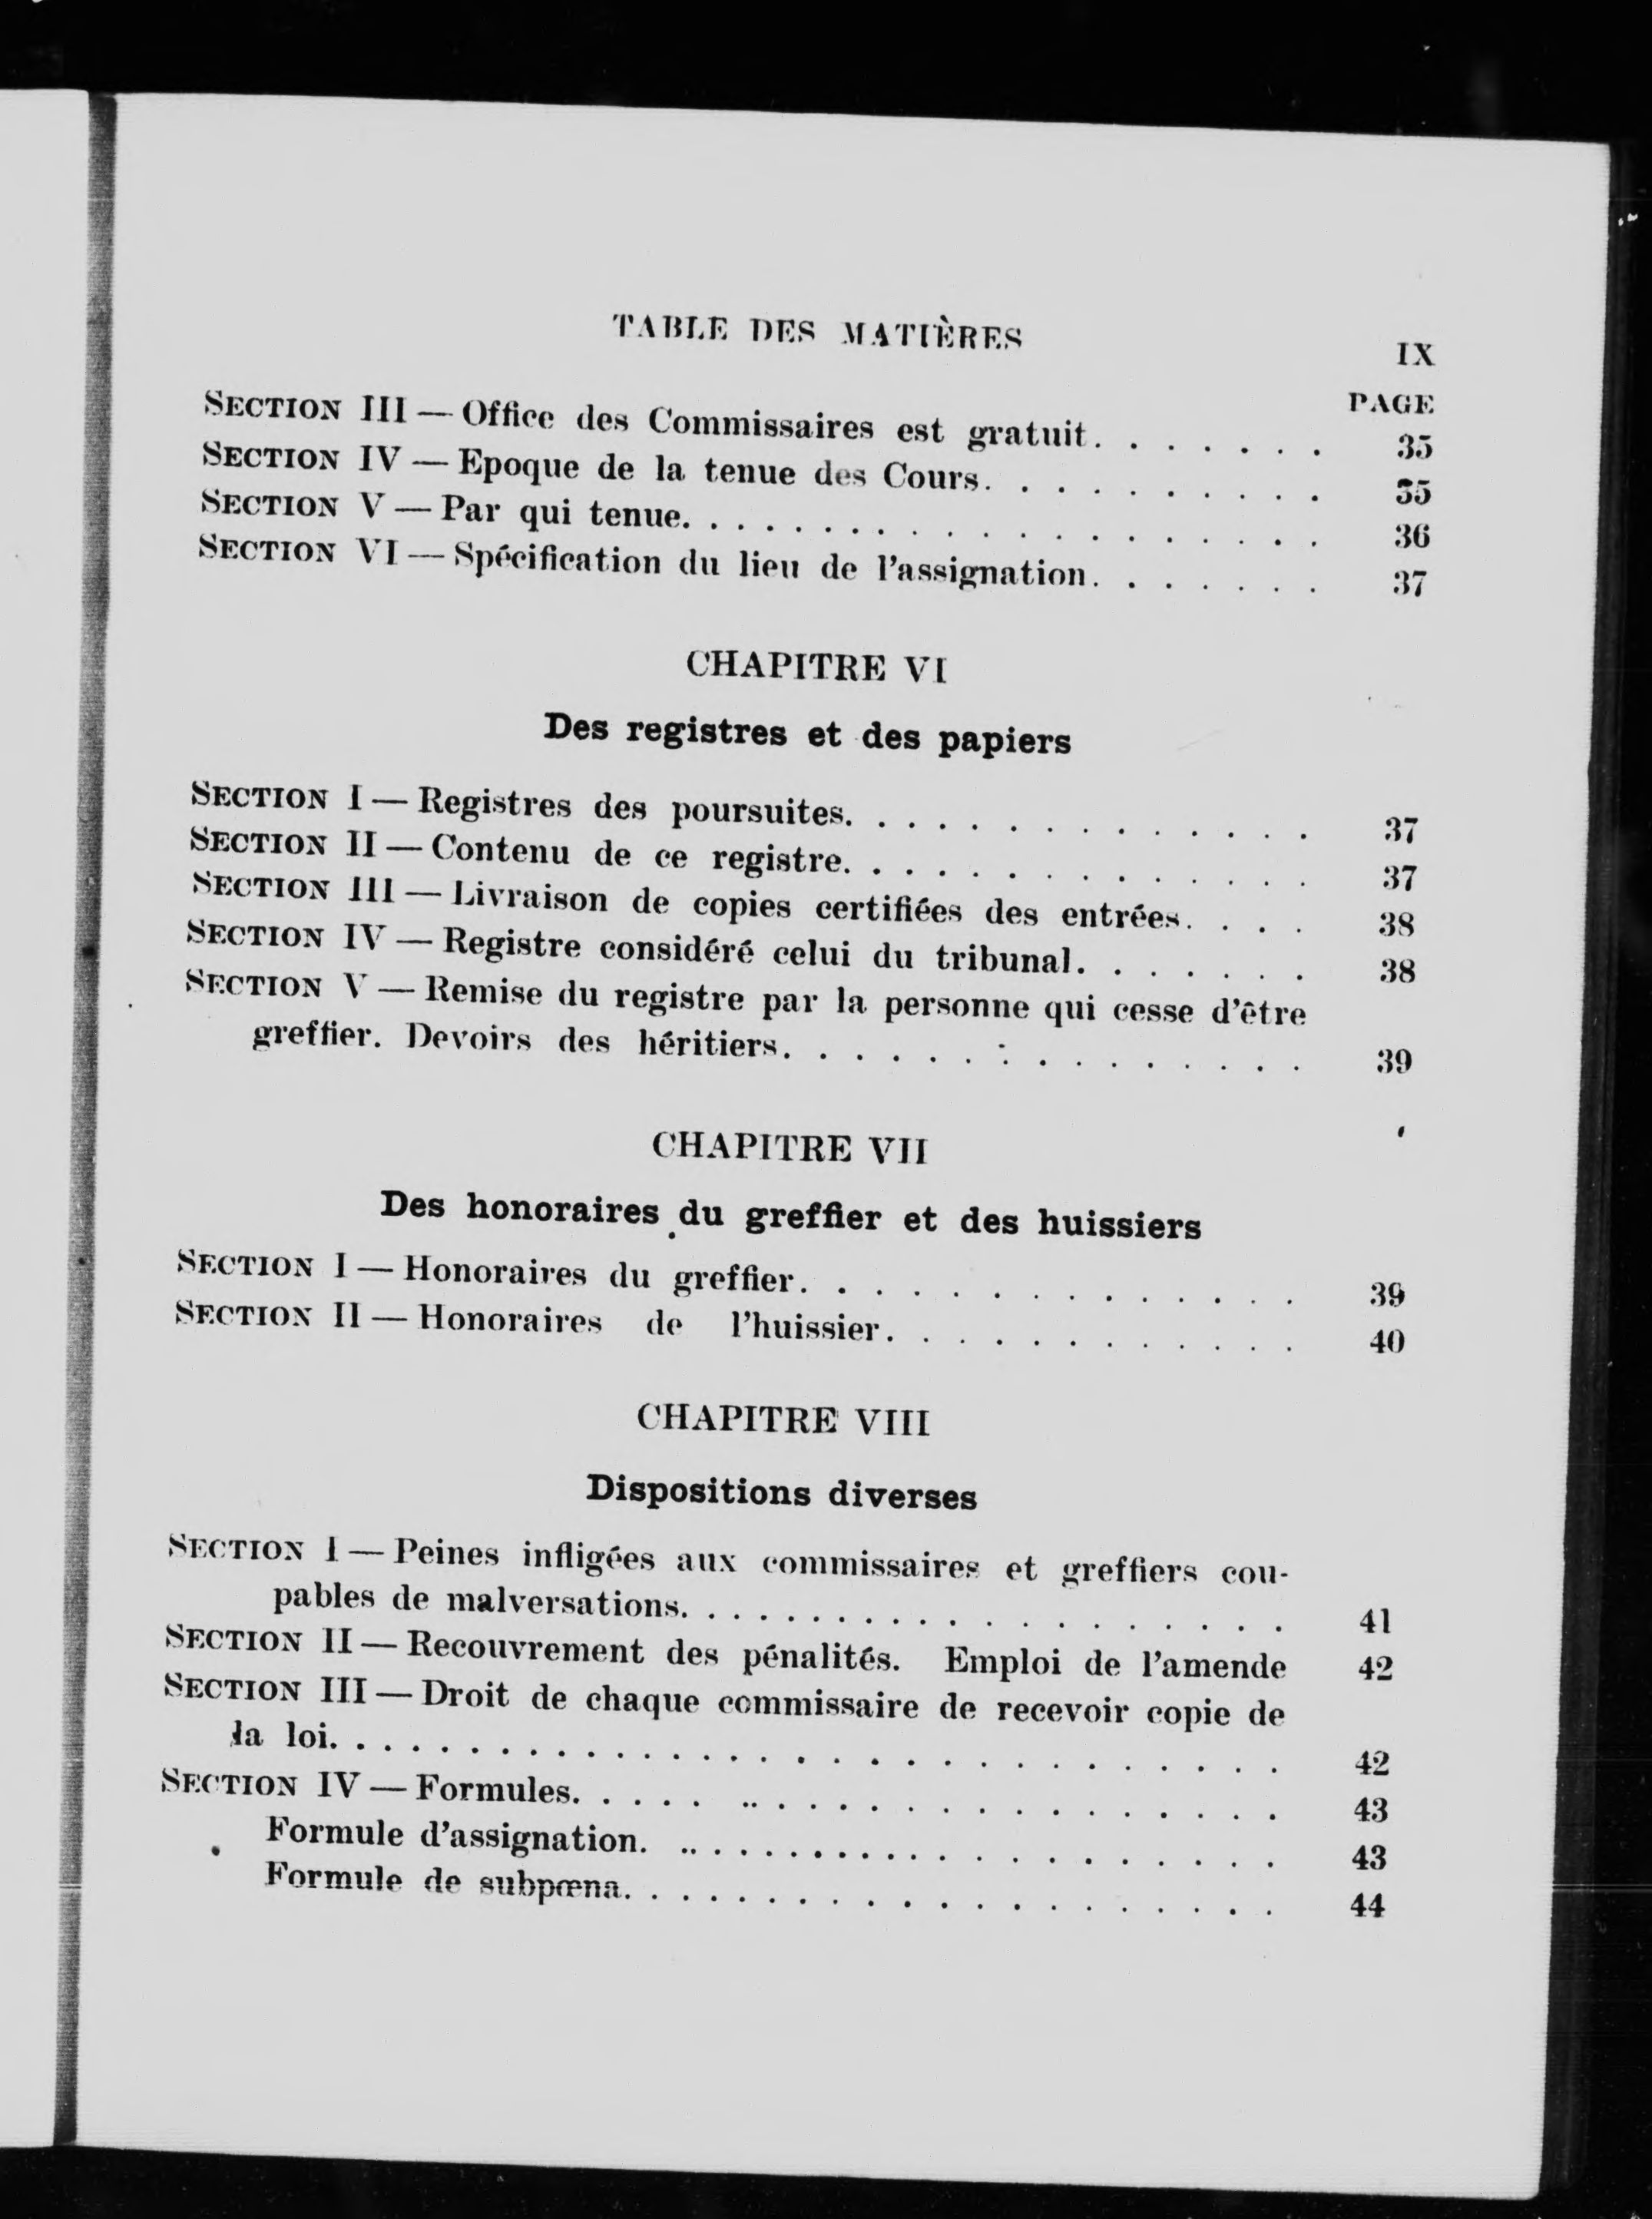 TABLE DES MATIÈRES IX
PAGE
SECTION III — Office des Commissaires est gratuit. . . . . . . 35
SECTION IV — Epoque de la tenue des Cours. . . . . . . . . . 35
SECTION V — Par qui tenue. . . . . . . . . . . . . . . . . . 36
SECTION VI — Spécification du lieu de l'assignation. . . . . . . 37
CHAPITRE VI
Des registres et des papiers
SECTION I — Registres des poursuites. . . . . . . . . . . . . . 37
SECTION II — Contenu de ce registre. . . . . . . . . . . . . . 37
SECTION III — Livraison de copies certifiées des entrées. . . . 38
SECTION IV — Registre considéré celui du tribunal. . . . . . . 38
SECTION V — Remise du registre par la personne qui cesse d'être
greffier. Devoirs des héritiers. . . . . . . . . . . . . . . 39
CHAPITRE VII
Des honoraires du greffier et des huissiers
SECTION I — Honoraires du greffier. . . . . . . . . . . . . . 39
SECTION II — Honoraires de l'huissier. . . . . . . . . . . . 40
CHAPITRE VIII
Dispositions diverses
SECTION I — Peines infligées aux commissaires et greffiers cou-
pables de malversations. . . . . . . . . . . . . . . . . . 41
SECTION II — Recouvrement des pénalités. Emploi de l'amende 42
SECTION III — Droit de chaque commissaire de recevoir copie de
la loi. . . . . . . . . . . . . . . . . . . . . . . . . . . 42
SECTION IV — Formules. . . . . .. . . . . . . . . . . . . . . 43
Formule d'assignation. .. . . . . . . . . . . . . . . . . . . 43
Formule de subpœna. . . . . . . . . . . . . . . . . . . . 44